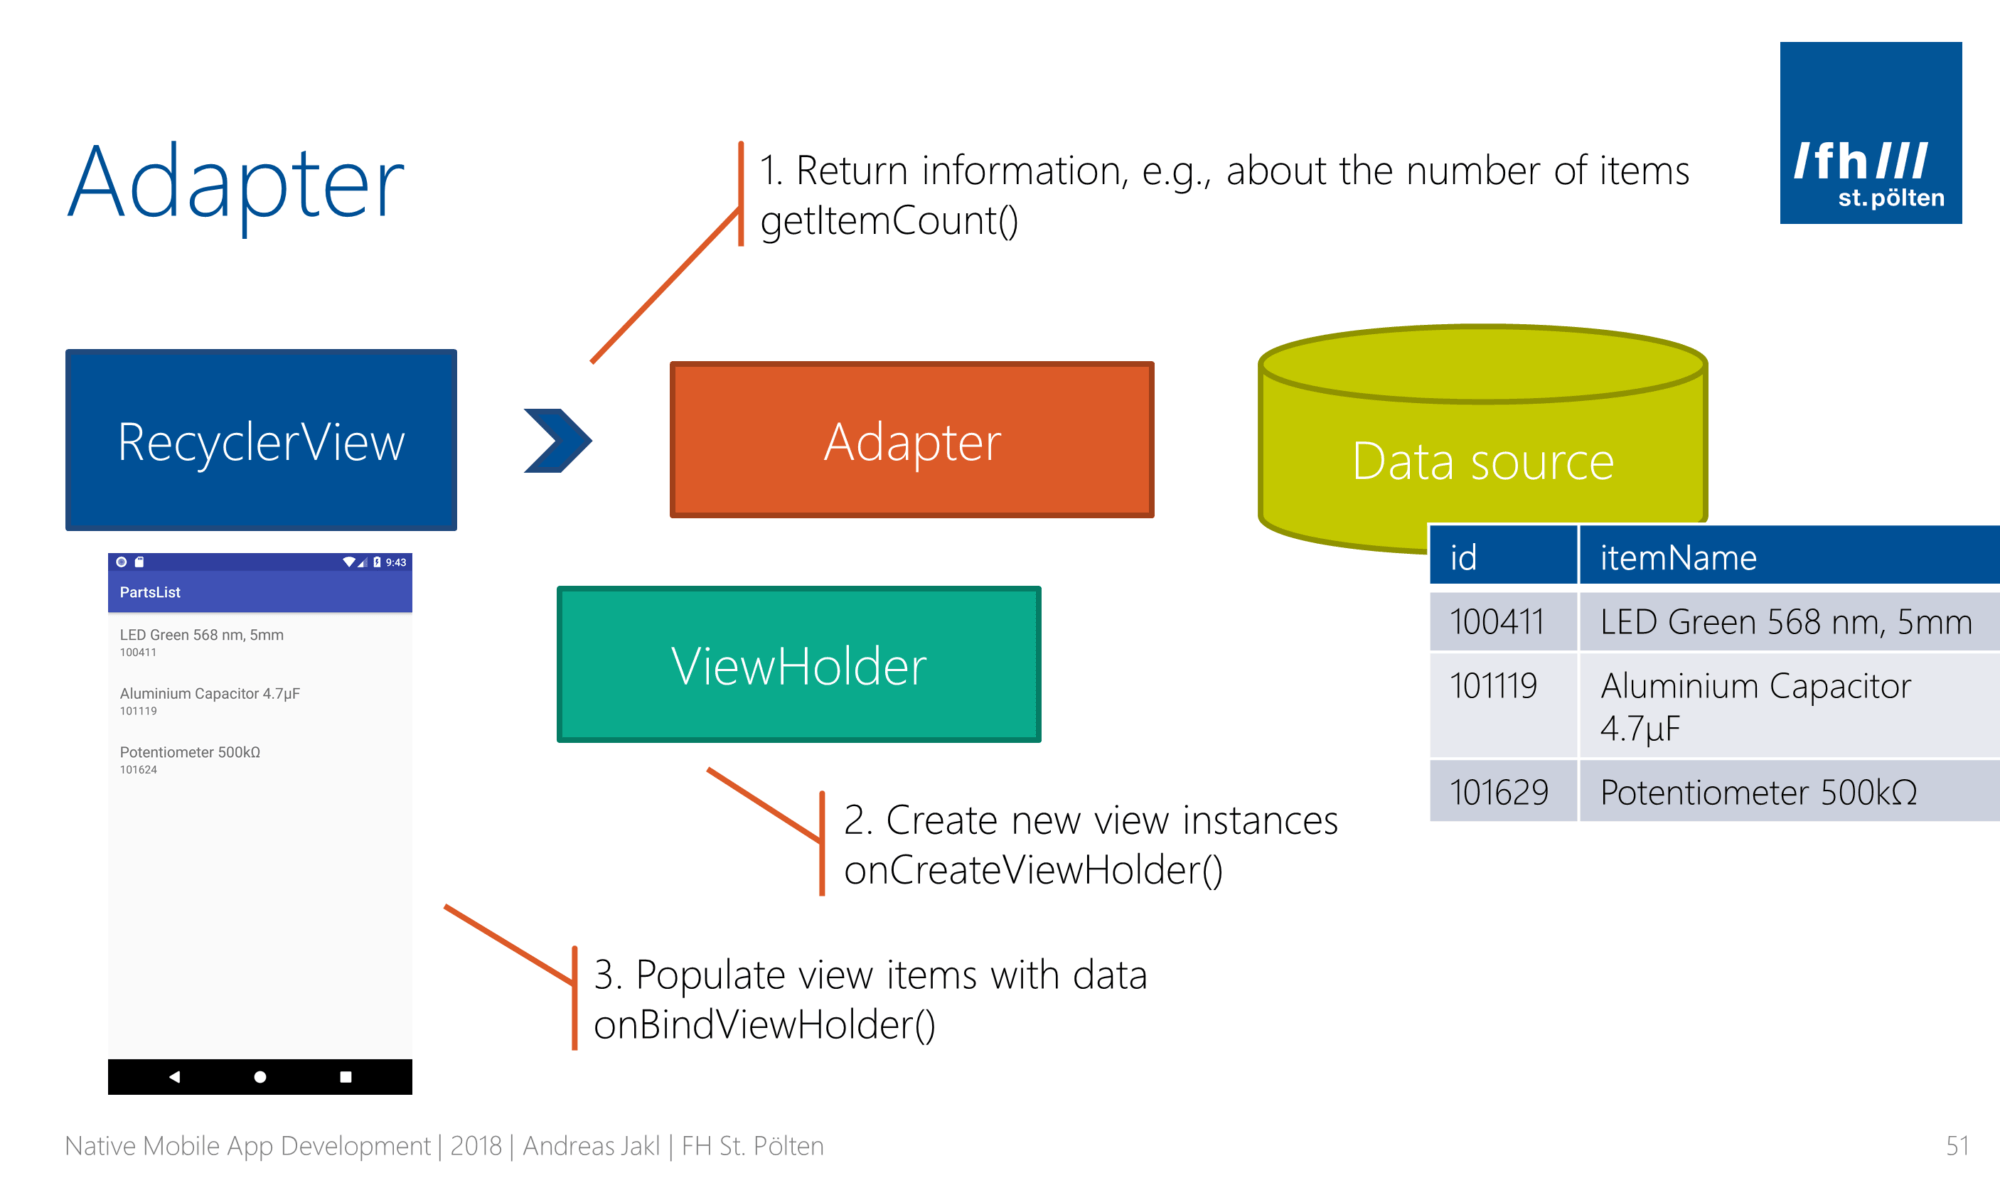 Adapter
1. Return information, e.g., about the number of items
getItemCount()
/fh///
st.pölten
RecyclerView
Adapter
Data source
9:43
PartsList
LED Green 568 nm, 5mm
100411
Aluminium Capacitor 4.7µF
101119
Potentiometer 500kΩ
101624
ViewHolder
id itemName
100411 LED Green 568 nm, 5mm
101119 Aluminium Capacitor
4.7µF
101629 Potentiometer 500kΩ
2. Create new view instances
onCreateViewHolder()
3. Populate view items with data
onBindViewHolder()
Native Mobile App Development | 2018 | Andreas Jakl | FH St. Pölten
51